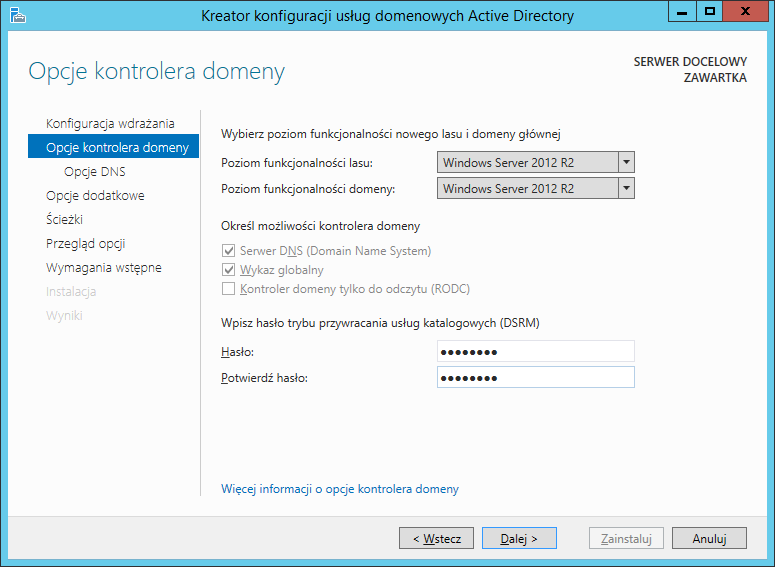 Kreator konfiguracji usług domenowych Active Directory
Opcje kontrolera domeny
SERWER DOCELOWY
ZAWARTKA
Konfiguracja wdrażania
Opcje kontrolera domeny
Opcje DNS
Opcje dodatkowe
Ścieżki
Przegląd opcji
Wymagania wstępne
Instalacja
Wyniki
Wybierz poziom funkcjonalności nowego lasu i domeny głównej
Poziom funkcjonalności lasu: Windows Server 2012 R2
Poziom funkcjonalności domeny: Windows Server 2012 R2
Określ możliwości kontrolera domeny
Serwer DNS (Domain Name System)
Wykaz globalny
Kontroler domeny tylko do odczytu (RODC)
Wpisz hasło trybu przywracania usług katalogowych (DSRM)
Hasło: ●●●●●●●●
Potwierdź hasło: ●●●●●●●●
Więcej informacji o opcje kontrolera domeny
< Wstecz Dalej > Zainstaluj Anuluj